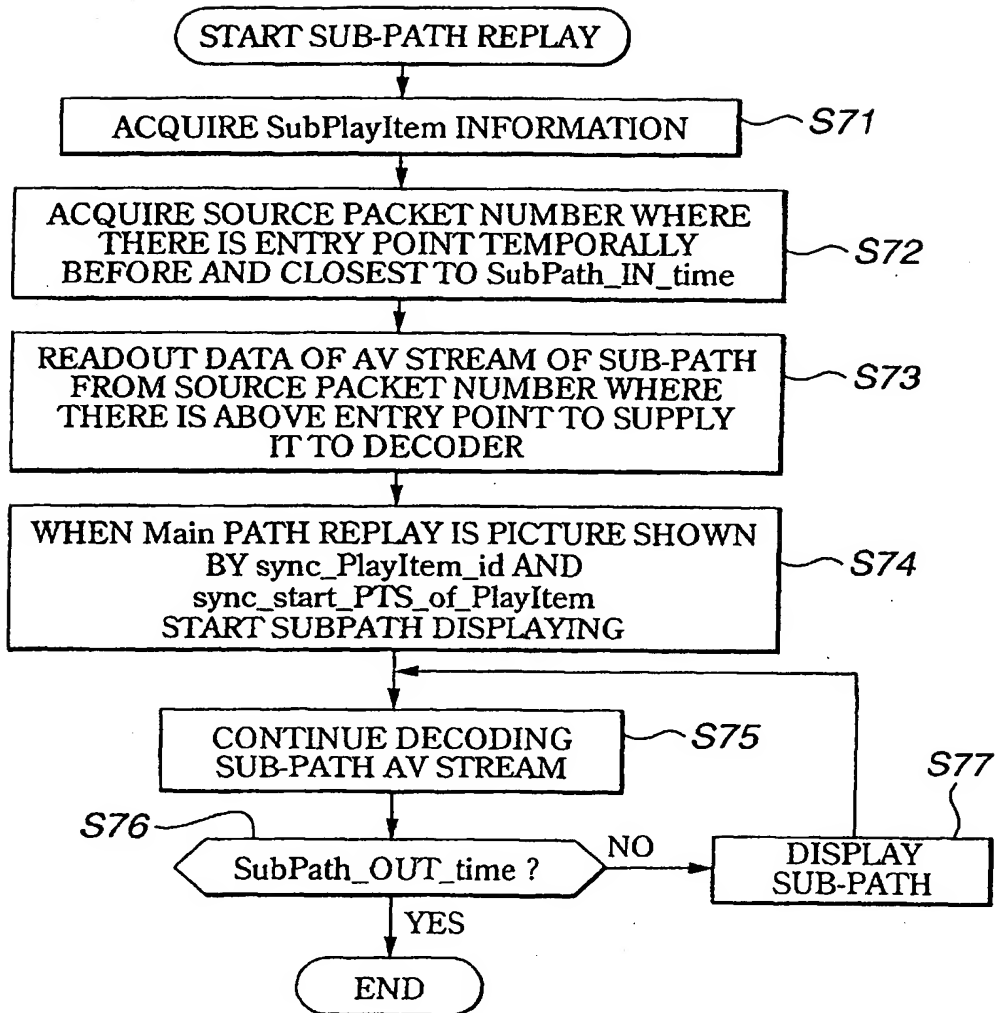 START SUB-PATH REPLAY
ACQUIRE SubPlayItem INFORMATION
S71
ACQUIRE SOURCE PACKET NUMBER WHERE
THERE IS ENTRY POINT TEMPORALLY
BEFORE AND CLOSEST TO SubPath_IN_time
S72
READOUT DATA OF AV STREAM OF SUB-PATH
FROM SOURCE PACKET NUMBER WHERE
THERE IS ABOVE ENTRY POINT TO SUPPLY
IT TO DECODER
S73
WHEN Main PATH REPLAY IS PICTURE SHOWN
BY sync_PlayItem_id AND
sync_start_PTS_of_PlayItem
START SUBPATH DISPLAYING
S74
CONTINUE DECODING
SUB-PATH AV STREAM
S75
S76
SubPath_OUT_time ?
NO
S77
DISPLAY
SUB-PATH
YES
END